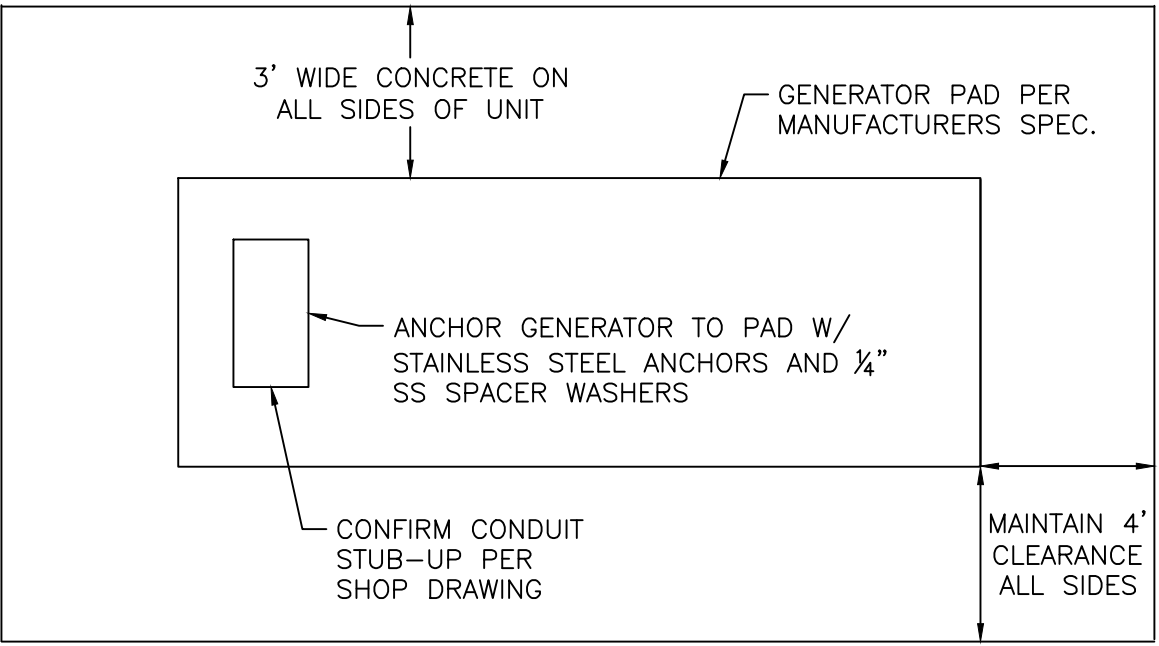 3' WIDE CONCRETE ON
ALL SIDES OF UNIT
GENERATOR PAD PER
MANUFACTURERS SPEC.
ANCHOR GENERATOR TO PAD W/
STAINLESS STEEL ANCHORS AND ¼"
SS SPACER WASHERS
CONFIRM CONDUIT
STUB-UP PER
SHOP DRAWING
MAINTAIN 4'
CLEARANCE
ALL SIDES